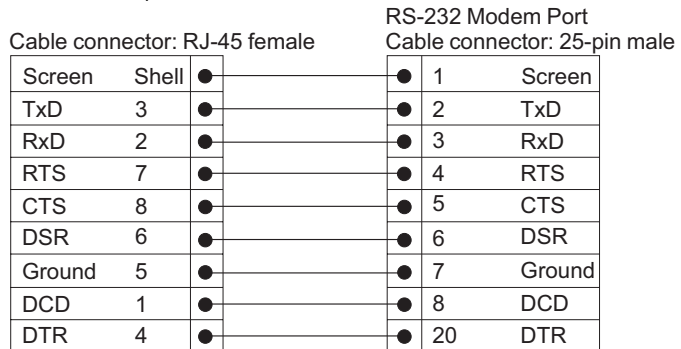 RS-232 Modem Port
Cable connector: RJ-45 female Cable connector: 25-pin male
Screen Shell 1 Screen
TxD 3 2 TxD
RxD 2 3 RxD
RTS 7 4 RTS
CTS 8 5 CTS
DSR 6 6 DSR
Ground 5 7 Ground
DCD 1 8 DCD
DTR 4 20 DTR